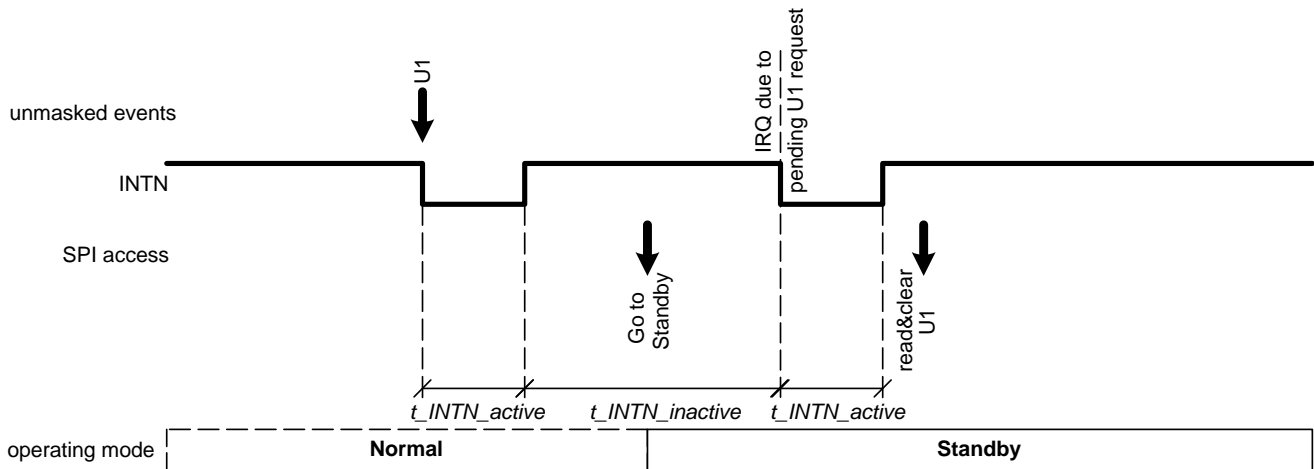 U1
IRQ due to
pending U1 request
unmasked events
INTN
SPI access
Go to
Standby
read&clear
U1
t_INTN_active
t_INTN_inactive
t_INTN_active
operating mode
Normal
Standby